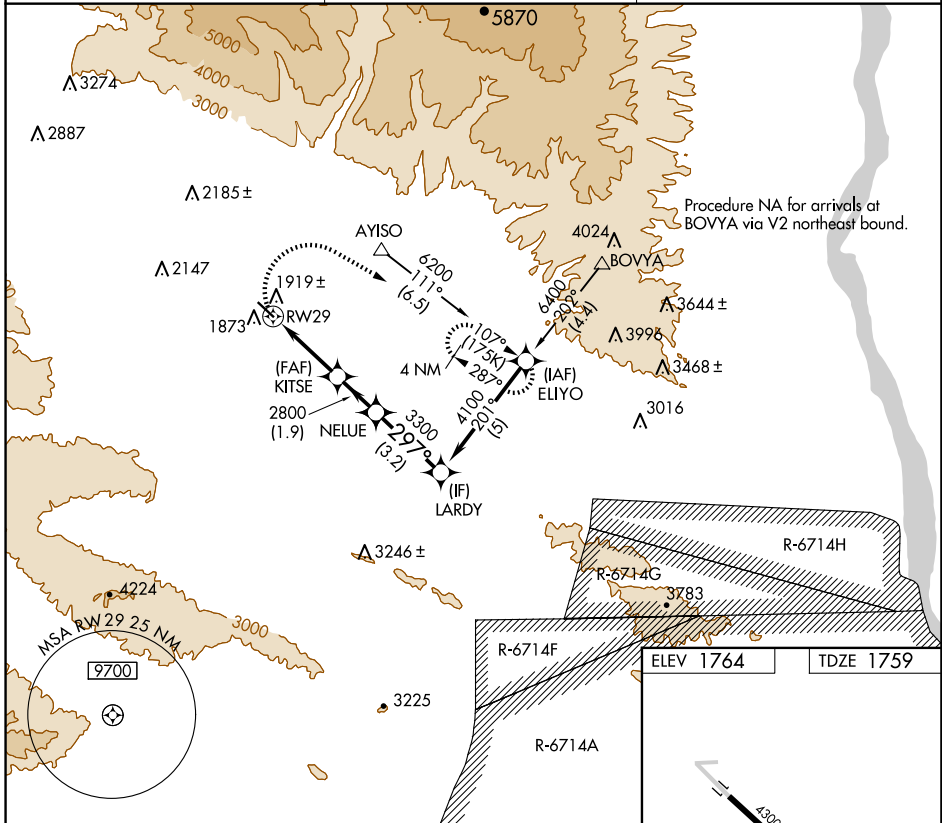 5870
5000
4000
3000
3274
2887
2185±
2147
1919±
1873
RW29
AYISO
6200
111°
(6.5)
Procedure NA for arrivals at
BOVYA via V2 northeast bound.
4024
BOVYA
6400
202°
(4.4)
3644±
3996
3468±
3016
107°
(175K)
4 NM
287°
(IAF)
ELIYO
4100
201°
(5)
(FAF)
KITSE
2800
(1.9)
NELUE
3300
297°
(3.2)
(IF)
LARDY
3246±
R-6714H
R-6714G
3783
4224
3000
R-6714F
MSA RW 29 25 NM
9700
3225
R-6714A
ELEV 1764
TDZE 1759
4300